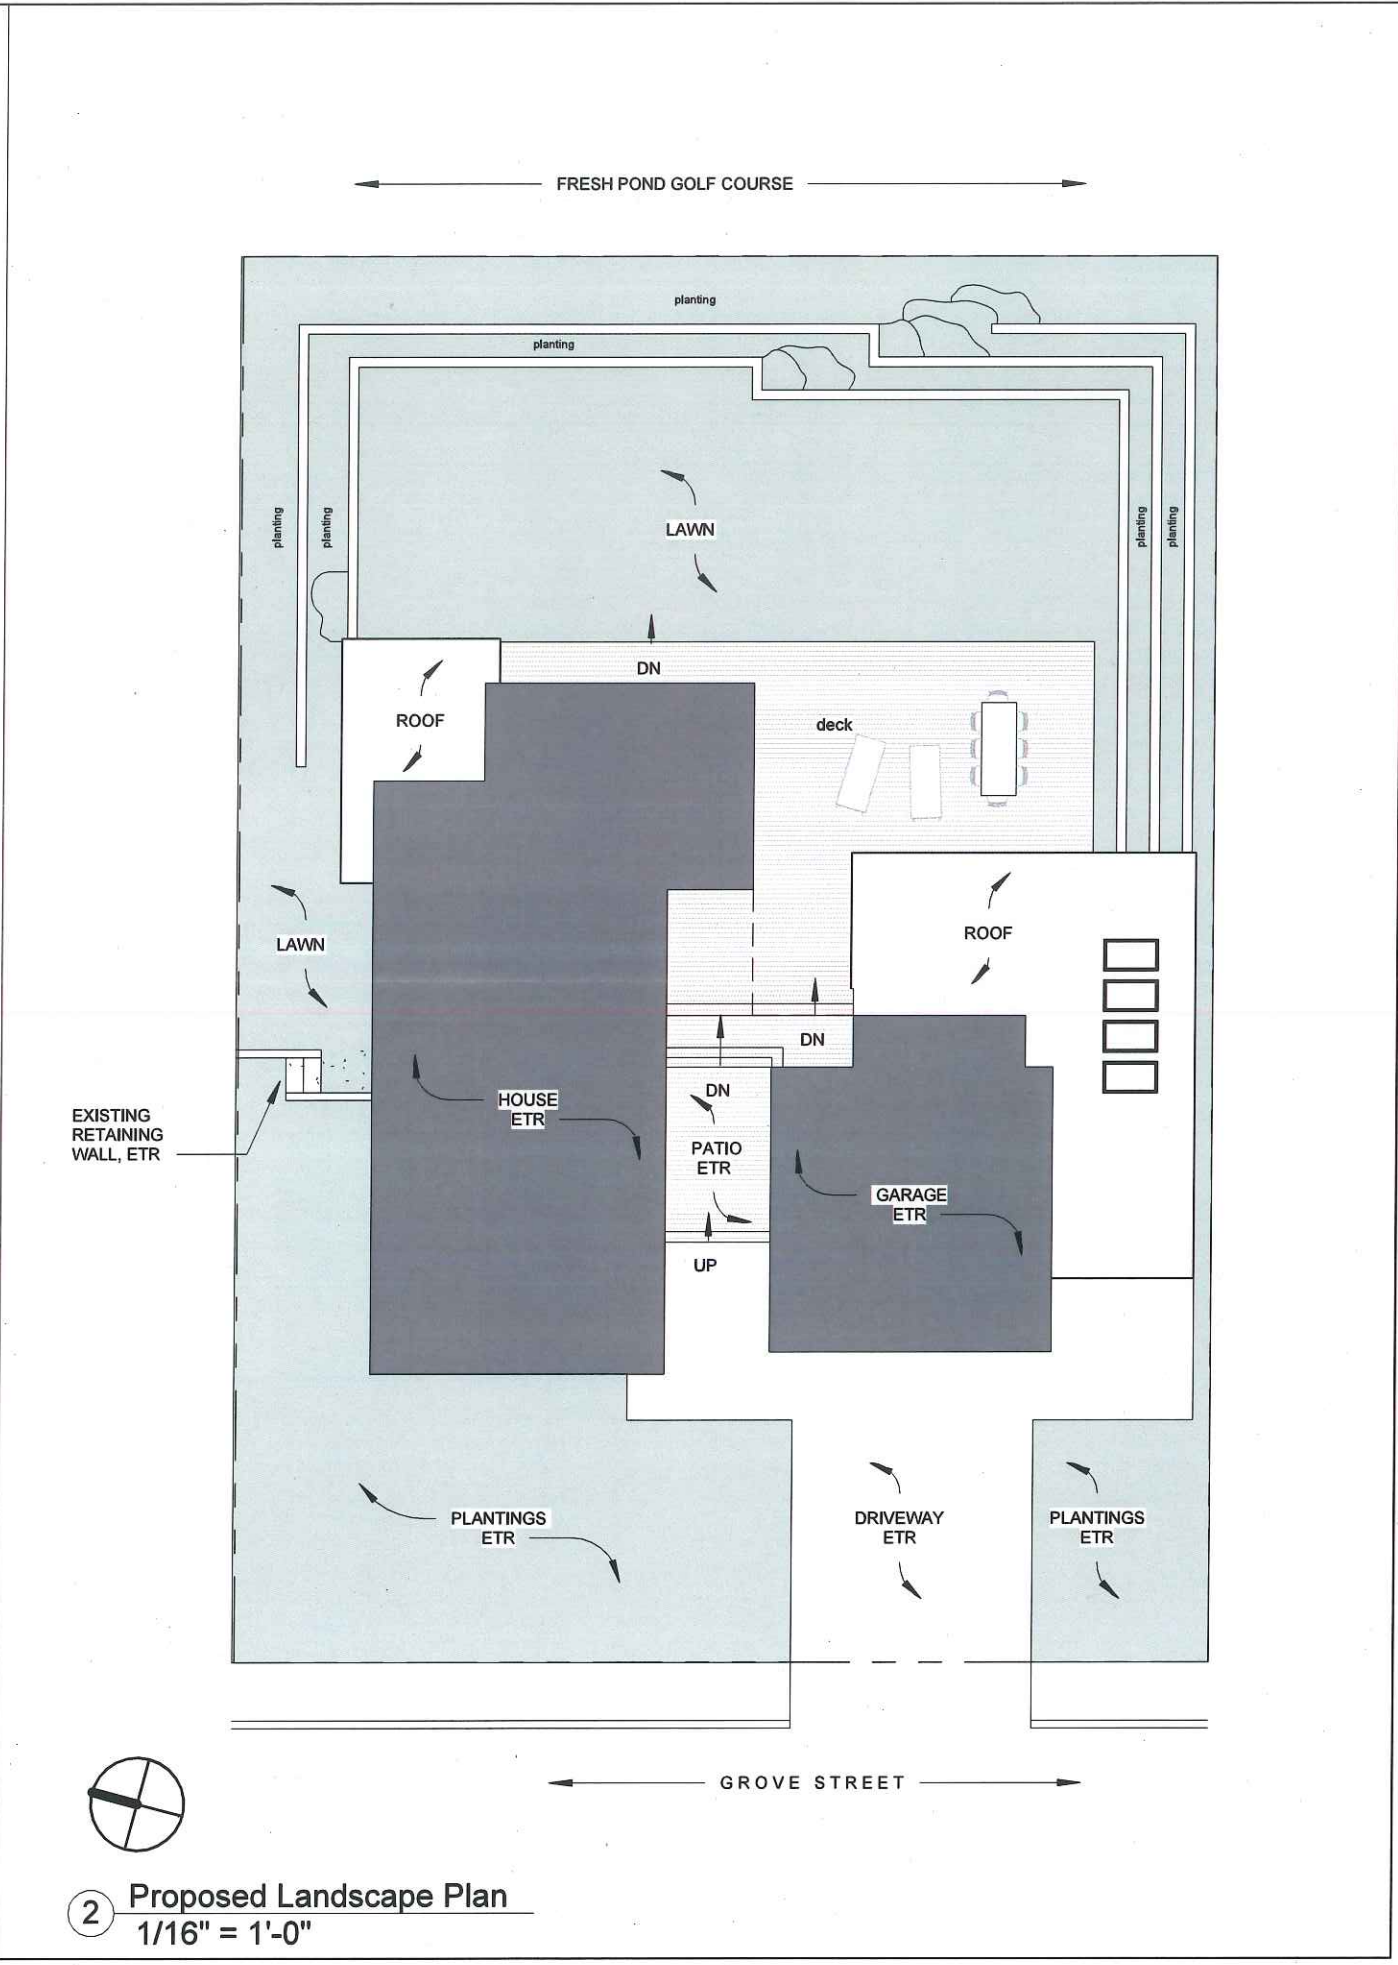 FRESH POND GOLF COURSE
planting
planting
planting
planting
planting
planting
LAWN
DN
ROOF
deck
ROOF
LAWN
DN
DN
HOUSE
ETR
EXISTING
RETAINING
WALL, ETR
PATIO
ETR
GARAGE
ETR
UP
PLANTINGS
ETR
DRIVEWAY
ETR
PLANTINGS
ETR
GROVE STREET
2
Proposed Landscape Plan
1/16" = 1'-0"